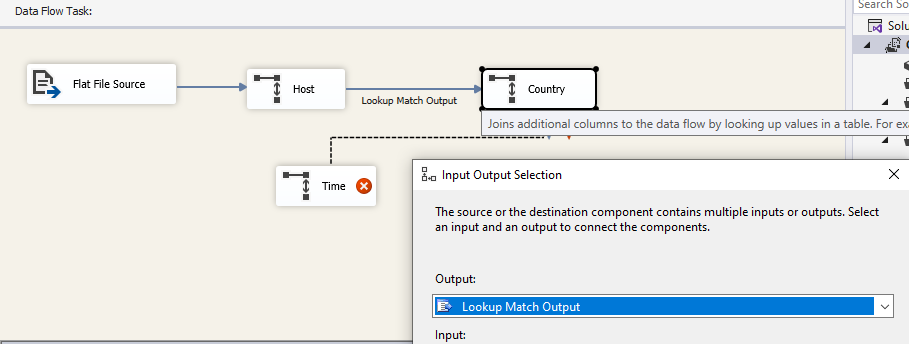 Data Flow Task:
Search So
Solu
Flat File Source
Host
Lookup Match Output
Country
Joins additional columns to the data flow by looking up values in a table. For exa
Time
Input Output Selection
The source or the destination component contains multiple inputs or outputs. Select
an input and an output to connect the components.
Output:
Lookup Match Output
Input: